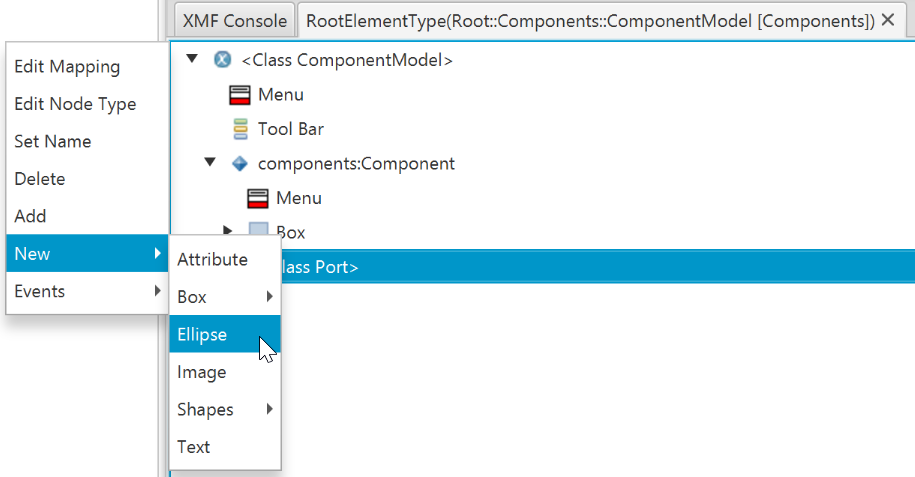 XMF Console
RootElementType(Root::Components::ComponentModel [Components])
<Class ComponentModel>
Menu
Tool Bar
components:Component
Menu
Box
lass Port>
Edit Mapping
Edit Node Type
Set Name
Delete
Add
New
Events
Attribute
Box
Ellipse
Image
Shapes
Text